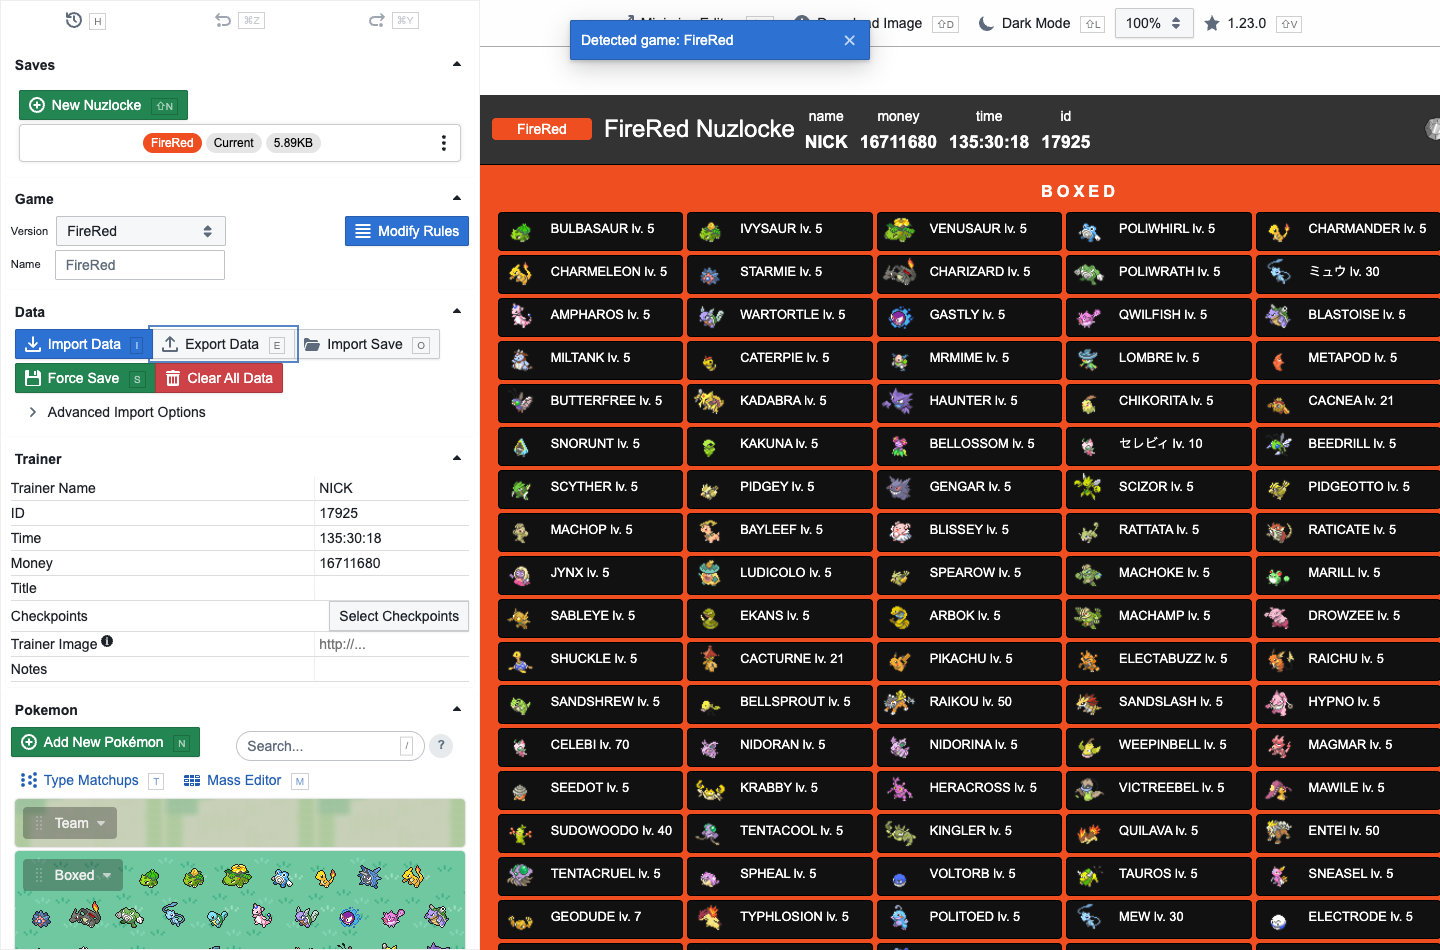 H
⌘Z
⌘Y
Download Image ⇧D
Dark Mode ⇧L
100%
1.23.0 ⇧V
Detected game: FireRed
Saves
New Nuzlocke ⇧N
FireRed Current 5.89KB
Game
Version FireRed
Modify Rules
Name FireRed
Data
Import Data I
Export Data E
Import Save O
Force Save S
Clear All Data
Advanced Import Options
Trainer
Trainer Name NICK
ID 17925
Time 135:30:18
Money 16711680
Title
Checkpoints Select Checkpoints
Trainer Image http://...
Notes
Pokemon
Add New Pokémon N
Search... /
?
Type Matchups T
Mass Editor M
Team
Boxed
FireRed
FireRed Nuzlocke
name money time id
NICK 16711680 135:30:18 17925
BOXED
BULBASAUR lv. 5 IVYSAUR lv. 5 VENUSAUR lv. 5 POLIWHIRL lv. 5 CHARMANDER lv. 5
CHARMELEON lv. 5 STARMIE lv. 5 CHARIZARD lv. 5 POLIWRATH lv. 5 ミュウ lv. 30
AMPHAROS lv. 5 WARTORTLE lv. 5 GASTLY lv. 5 QWILFISH lv. 5 BLASTOISE lv. 5
MILTANK lv. 5 CATERPIE lv. 5 MRMIME lv. 5 LOMBRE lv. 5 METAPOD lv. 5
BUTTERFREE lv. 5 KADABRA lv. 5 HAUNTER lv. 5 CHIKORITA lv. 5 CACNEA lv. 21
SNORUNT lv. 5 KAKUNA lv. 5 BELLOSSOM lv. 5 セレビィ lv. 10 BEEDRILL lv. 5
SCYTHER lv. 5 PIDGEY lv. 5 GENGAR lv. 5 SCIZOR lv. 5 PIDGEOTTO lv. 5
MACHOP lv. 5 BAYLEEF lv. 5 BLISSEY lv. 5 RATTATA lv. 5 RATICATE lv. 5
JYNX lv. 5 LUDICOLO lv. 5 SPEAROW lv. 5 MACHOKE lv. 5 MARILL lv. 5
SABLEYE lv. 5 EKANS lv. 5 ARBOK lv. 5 MACHAMP lv. 5 DROWZEE lv. 5
SHUCKLE lv. 5 CACTURNE lv. 21 PIKACHU lv. 5 ELECTABUZZ lv. 5 RAICHU lv. 5
SANDSHREW lv. 5 BELLSPROUT lv. 5 RAIKOU lv. 50 SANDSLASH lv. 5 HYPNO lv. 5
CELEBI lv. 70 NIDORAN lv. 5 NIDORINA lv. 5 WEEPINBELL lv. 5 MAGMAR lv. 5
SEEDOT lv. 5 KRABBY lv. 5 HERACROSS lv. 5 VICTREEBEL lv. 5 MAWILE lv. 5
SUDOWOODO lv. 40 TENTACOOL lv. 5 KINGLER lv. 5 QUILAVA lv. 5 ENTEI lv. 50
TENTACRUEL lv. 5 SPHEAL lv. 5 VOLTORB lv. 5 TAUROS lv. 5 SNEASEL lv. 5
GEODUDE lv. 7 TYPHLOSION lv. 5 POLITOED lv. 5 MEW lv. 30 ELECTRODE lv. 5